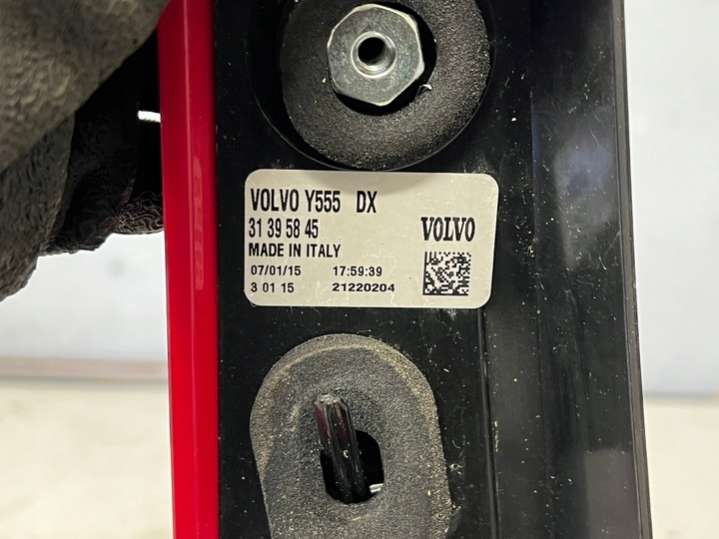 VOLVO Y555 DX
31 39 58 45
MADE IN ITALY
VOLVO
07/01/15 17:59:39
3 01 15 21220204